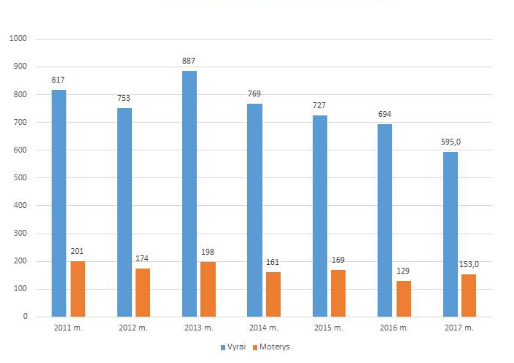 1000
900
800
700
600
500
400
300
200
100
0
817
201
753
174
887
198
769
161
727
169
694
129
595,0
153,0
2011 m.
2012 m.
2013 m.
2014 m.
2015 m.
2016 m.
2017 m.
Vyrai
Moterys